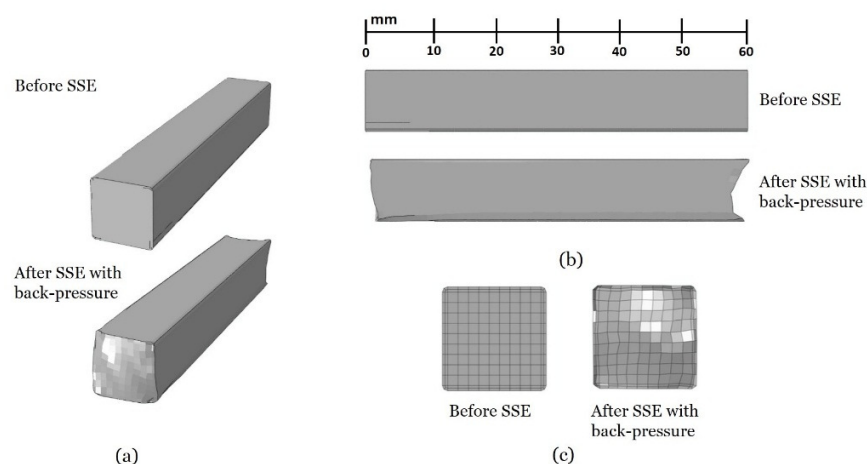 Before SSE
After SSE with
back-pressure
(a)
mm
0 10 20 30 40 50 60
Before SSE
After SSE with
back-pressure
(b)
Before SSE
After SSE with
back-pressure
(c)